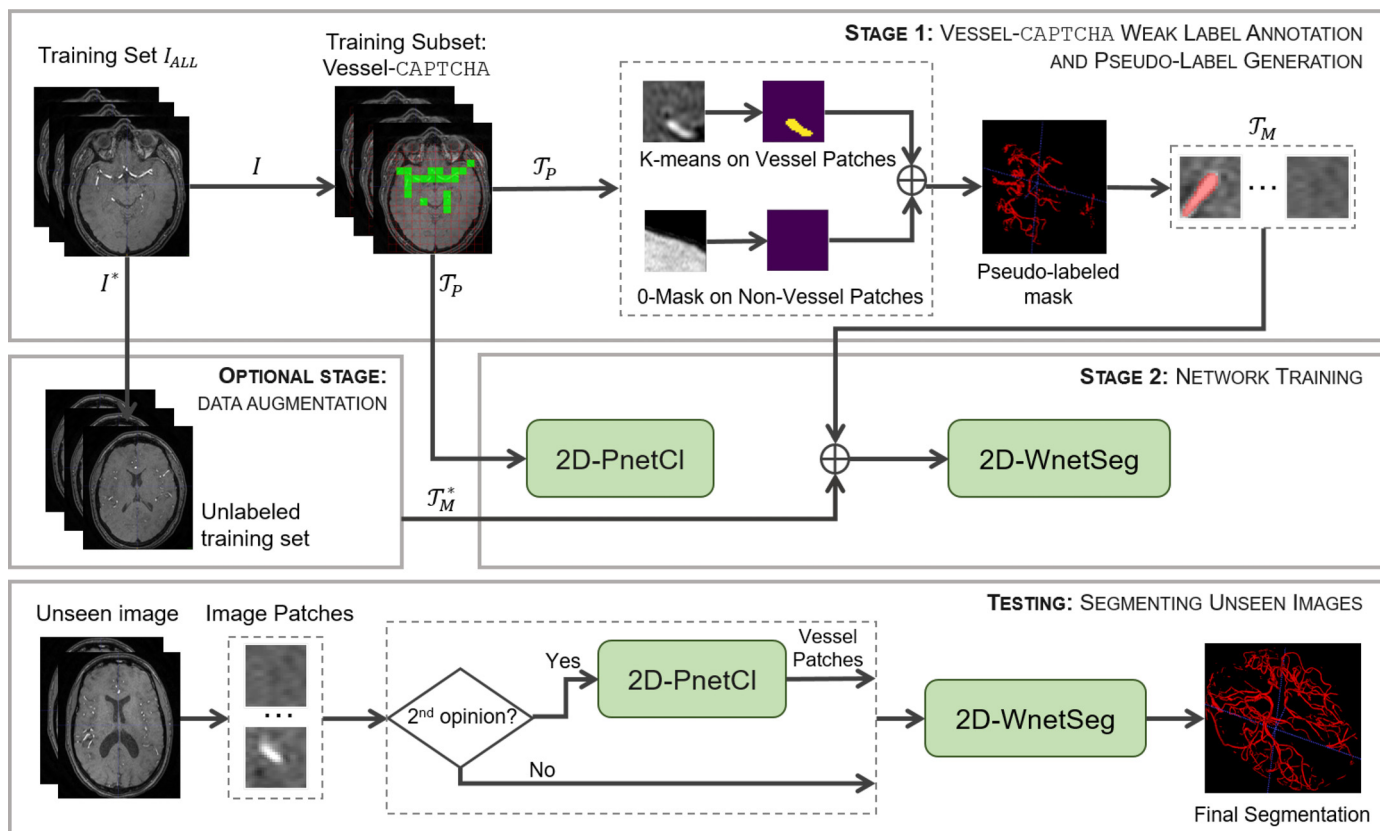 STAGE 1: VESSEL-CAPTCHA WEAK LABEL ANNOTATION
AND PSEUDO-LABEL GENERATION
Training Set I_ALL
Training Subset:
Vessel-CAPTCHA
I
𝒯_P
K-means on Vessel Patches
0-Mask on Non-Vessel Patches
Pseudo-labeled
mask
𝒯_M
...
I*
𝒯_P
OPTIONAL STAGE:
DATA AUGMENTATION
Unlabeled
training set
𝒯*_M
STAGE 2: NETWORK TRAINING
2D-PnetCl
2D-WnetSeg
TESTING: SEGMENTING UNSEEN IMAGES
Unseen image
Image Patches
...
2nd opinion?
Yes
No
2D-PnetCl
Vessel
Patches
2D-WnetSeg
Final Segmentation